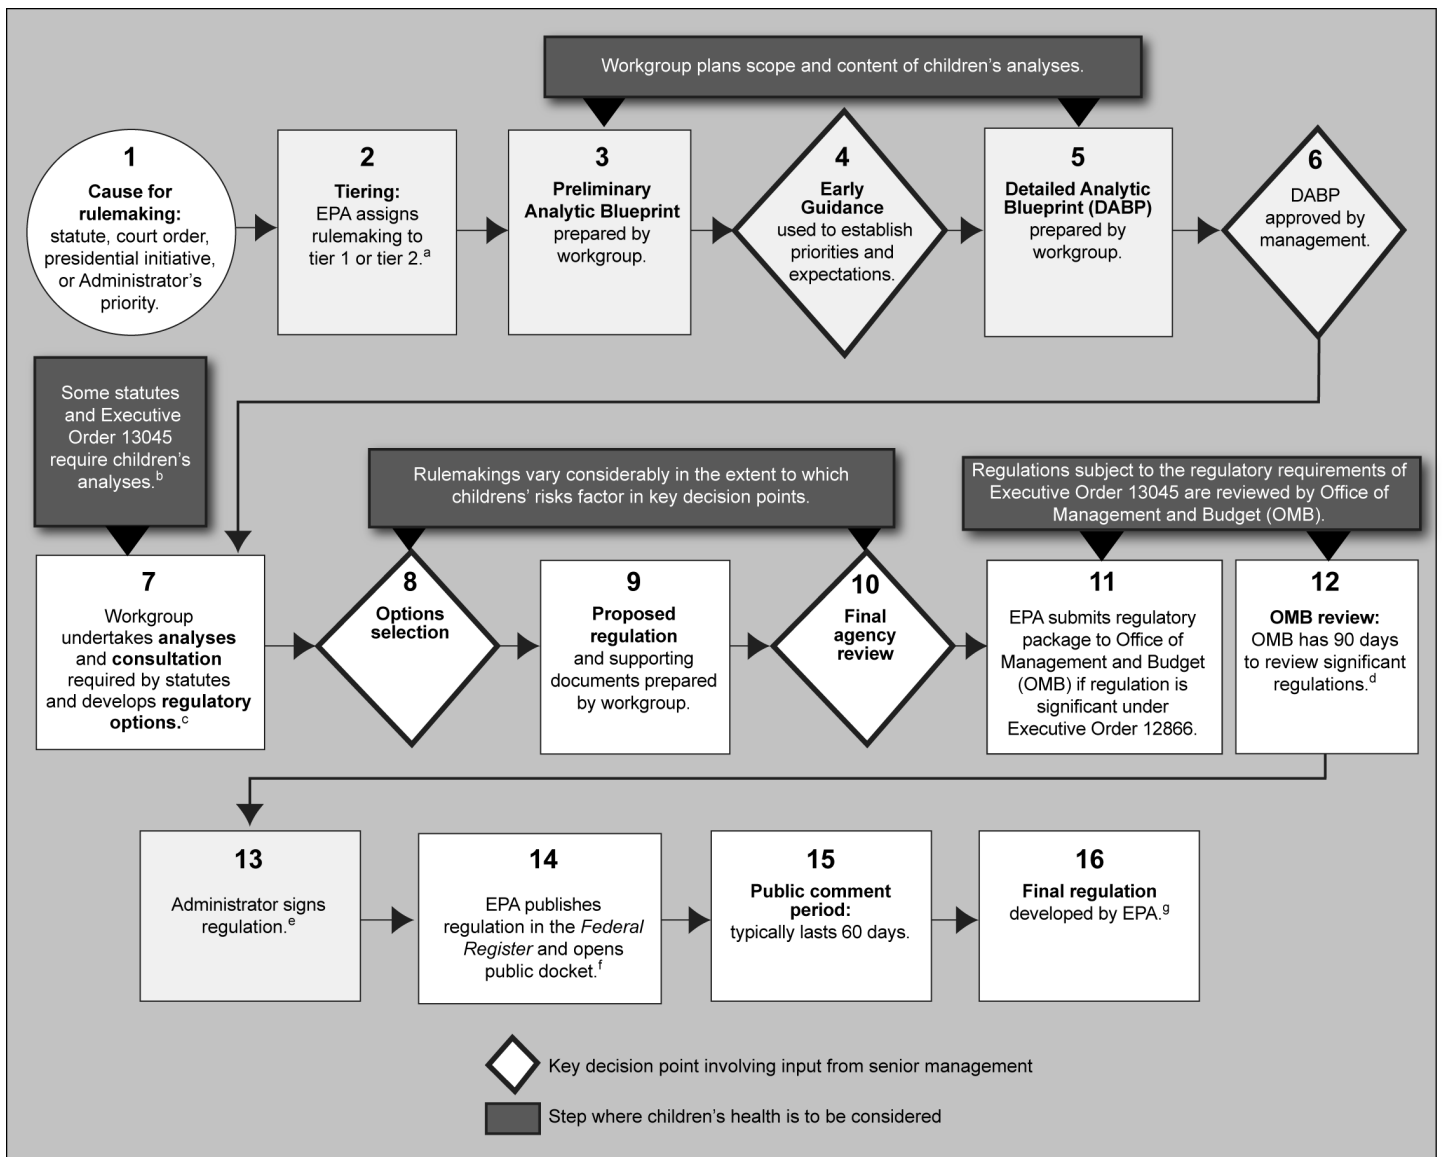 Workgroup plans scope and content of children's analyses.
1
Cause for
rulemaking:
statute, court order,
presidential initiative,
or Administrator's
priority.
2
Tiering:
EPA assigns
rulemaking to
tier 1 or tier 2.a
3
Preliminary
Analytic Blueprint
prepared by
workgroup.
4
Early
Guidance
used to establish
priorities and
expectations.
5
Detailed Analytic
Blueprint (DABP)
prepared by
workgroup.
6
DABP
approved by
management.
Some statutes
and Executive
Order 13045
require children's
analyses.b
Rulemakings vary considerably in the extent to which
childrens' risks factor in key decision points.
Regulations subject to the regulatory requirements of
Executive Order 13045 are reviewed by Office of
Management and Budget (OMB).
7
Workgroup
undertakes analyses
and consultation
required by statutes
and develops regulatory
options.c
8
Options
selection
9
Proposed
regulation
and supporting
documents prepared
by workgroup.
10
Final
agency
review
11
EPA submits regulatory
package to Office of
Management and Budget
(OMB) if regulation is
significant under
Executive Order 12866.
12
OMB review:
OMB has 90 days
to review significant
regulations.d
13
Administrator signs
regulation.e
14
EPA publishes
regulation in the Federal
Register and opens
public docket.f
15
Public comment
period:
typically lasts 60 days.
16
Final regulation
developed by EPA.g
Key decision point involving input from senior management
Step where children's health is to be considered